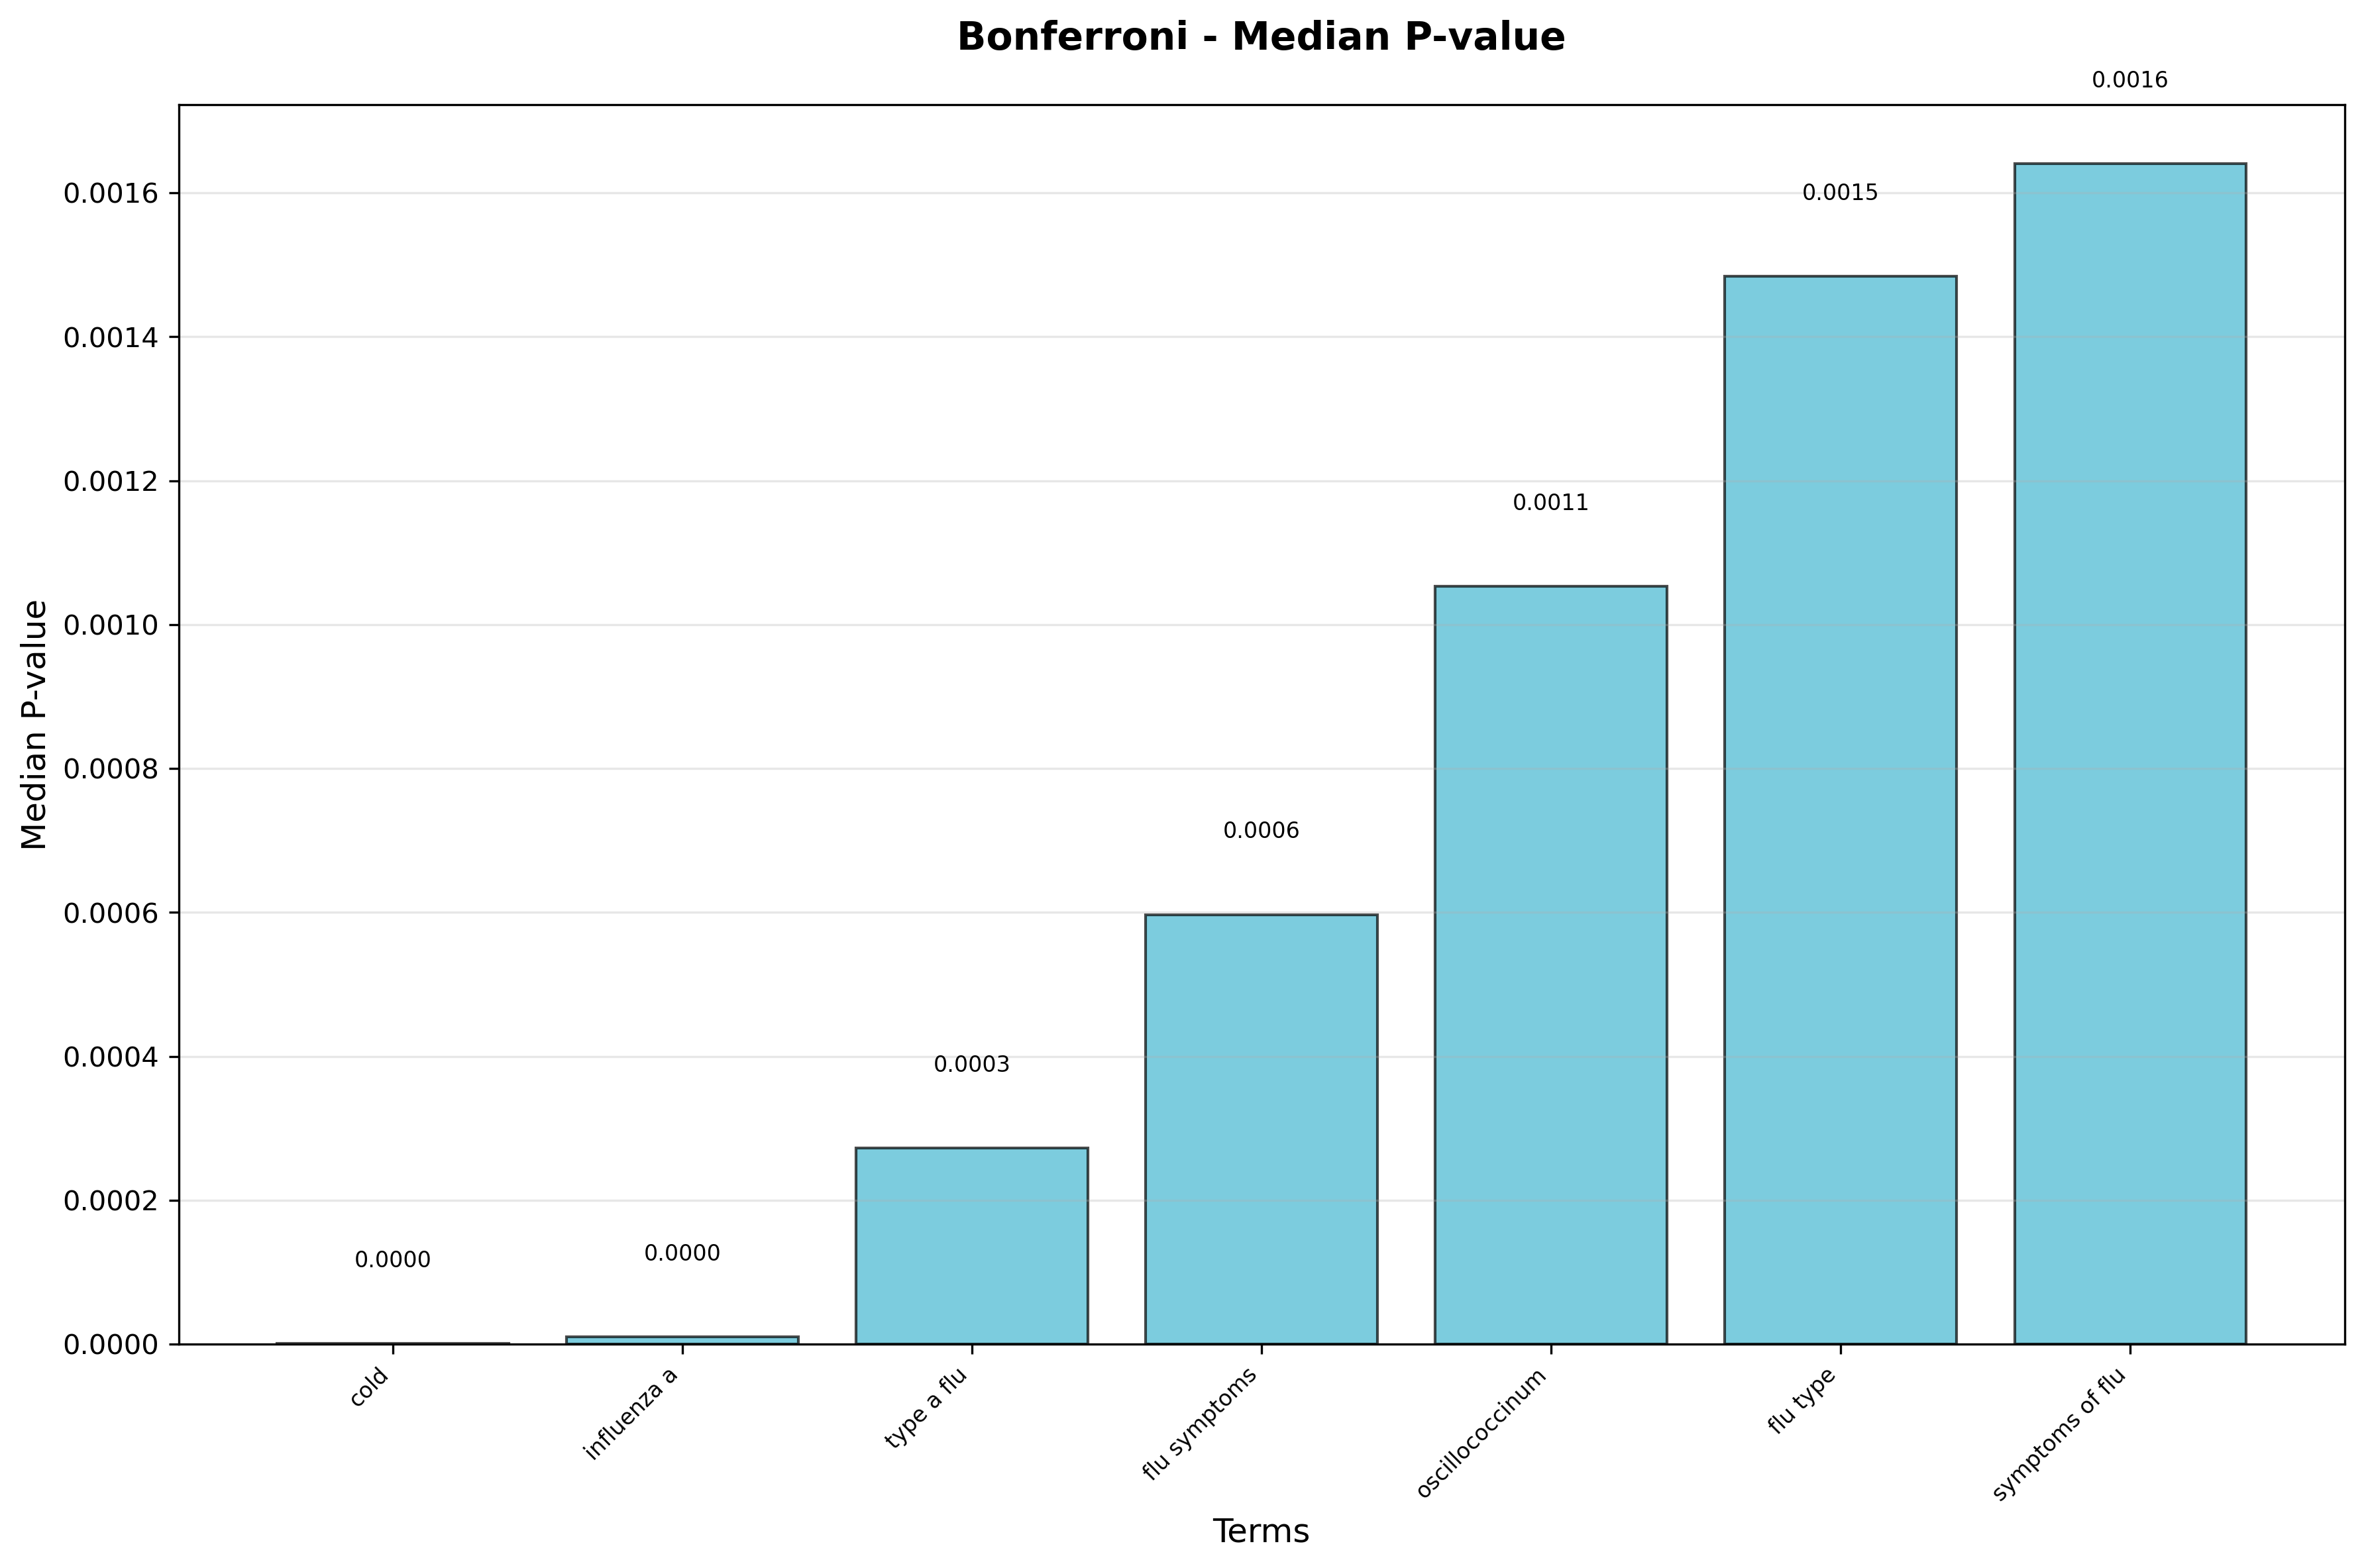 Bonferroni - Median P-value
0.0016
0.0016
0.0015
0.0014
0.0012
0.0011
0.0010
0.0008
0.0006
0.0006
0.0004
0.0003
0.0002
0.0000
0.0000
0.0000
Median P-value
cold
influenza a
type a flu
flu symptoms
oscillococcinum
flu type
symptoms of flu
Terms